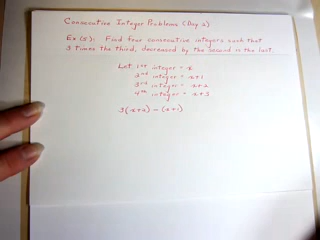 Consecutive Integer Problems (Day 2)
Ex (5): Find four consecutive integers such that
3 times the third, decreased by the second is the last.
Let 1st integer = x
2nd integer = x+1
3rd integer = x+2
4th integer = x+3
3(x+2) - (x+1)